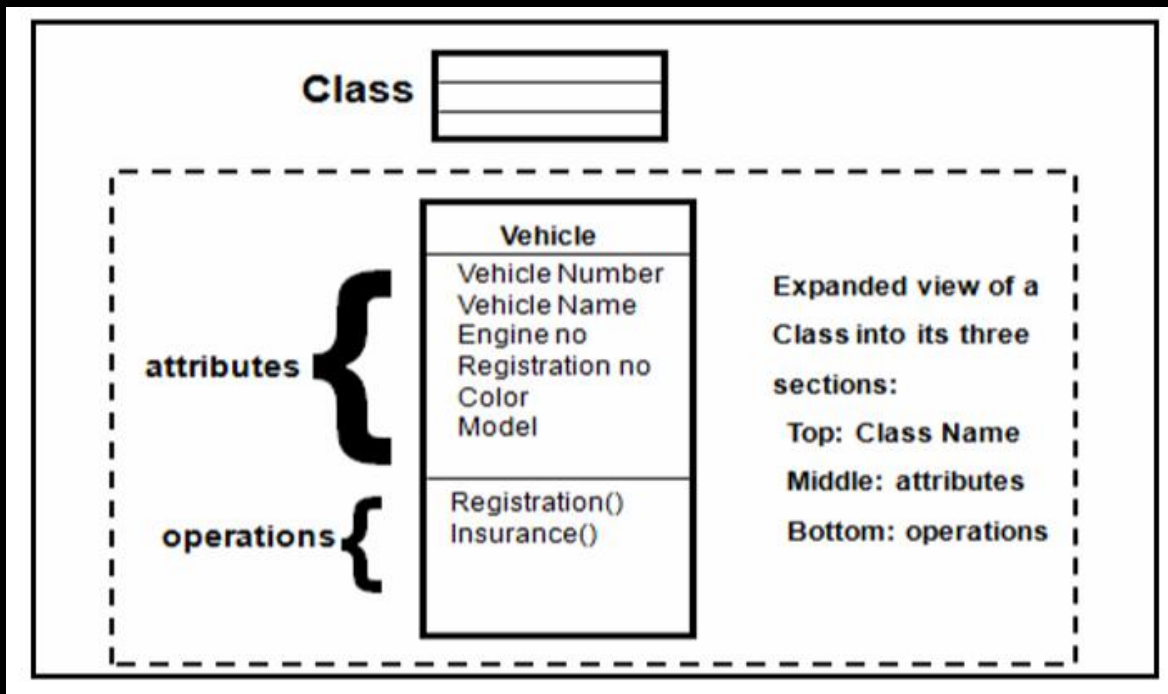 Class
Vehicle
Vehicle Number
Vehicle Name
Engine no
Registration no
Color
Model
attributes
Registration()
Insurance()
operations
Expanded view of a
Class into its three
sections:
Top: Class Name
Middle: attributes
Bottom: operations